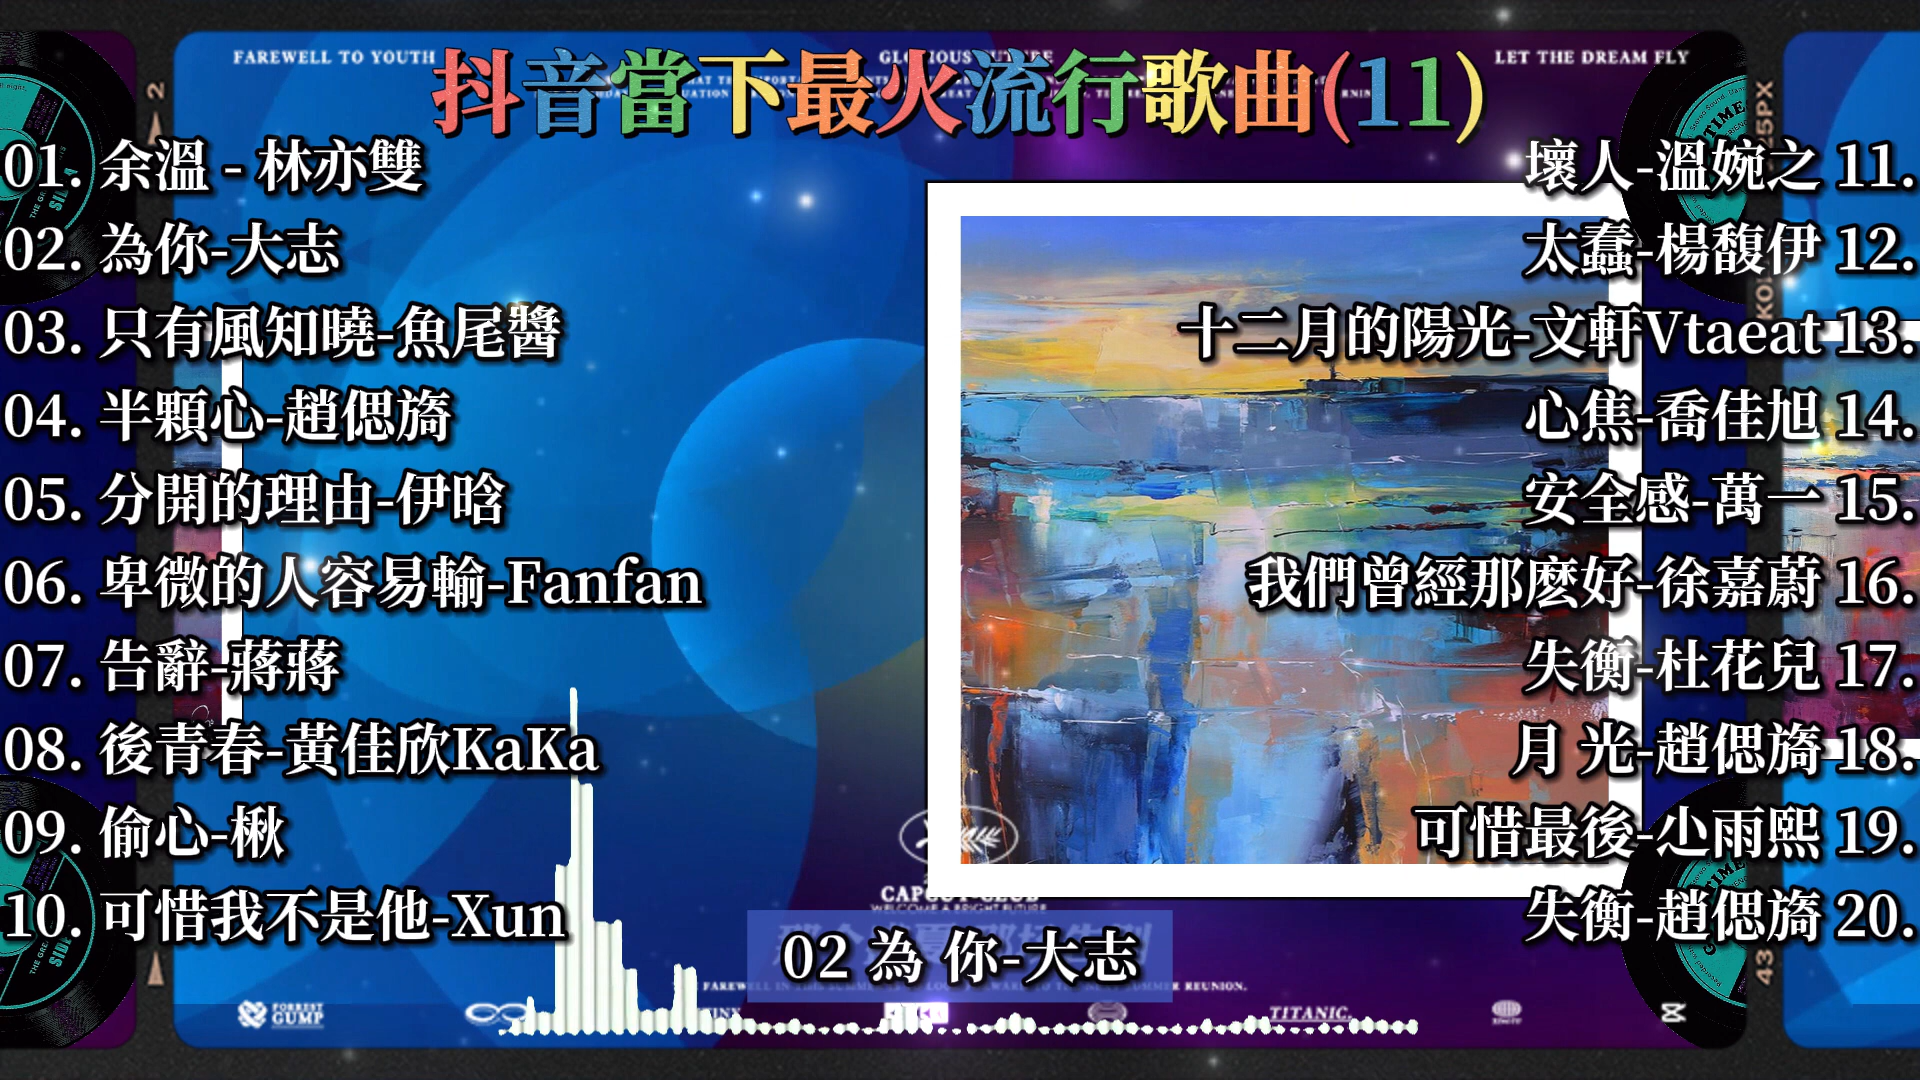 FAREWELL TO YOUTH
LET THE DREAM FLY
抖音當下最火流行歌曲(11)
01. 余溫 - 林亦雙
02. 為你-大志
03. 只有風知曉-魚尾醬
04. 半顆心-趙偲旖
05. 分開的理由-伊晗
06. 卑微的人容易輸-Fanfan
07. 告辭-蔣蔣
08. 後青春-黃佳欣KaKa
09. 偷心-楸
10. 可惜我不是他-Xun
壞人-溫婉之 11.
太蠢-楊馥伊 12.
十二月的陽光-文軒Vtaeat 13.
心焦-喬佳旭 14.
安全感-萬一 15.
我們曾經那麽好-徐嘉蔚 16.
失衡-杜花兒 17.
月 光-趙偲旖 18.
可惜最後-尐雨熙 19.
失衡-趙偲旖 20.
02 為 你-大志
FORREST
GUMP
TITANIC.